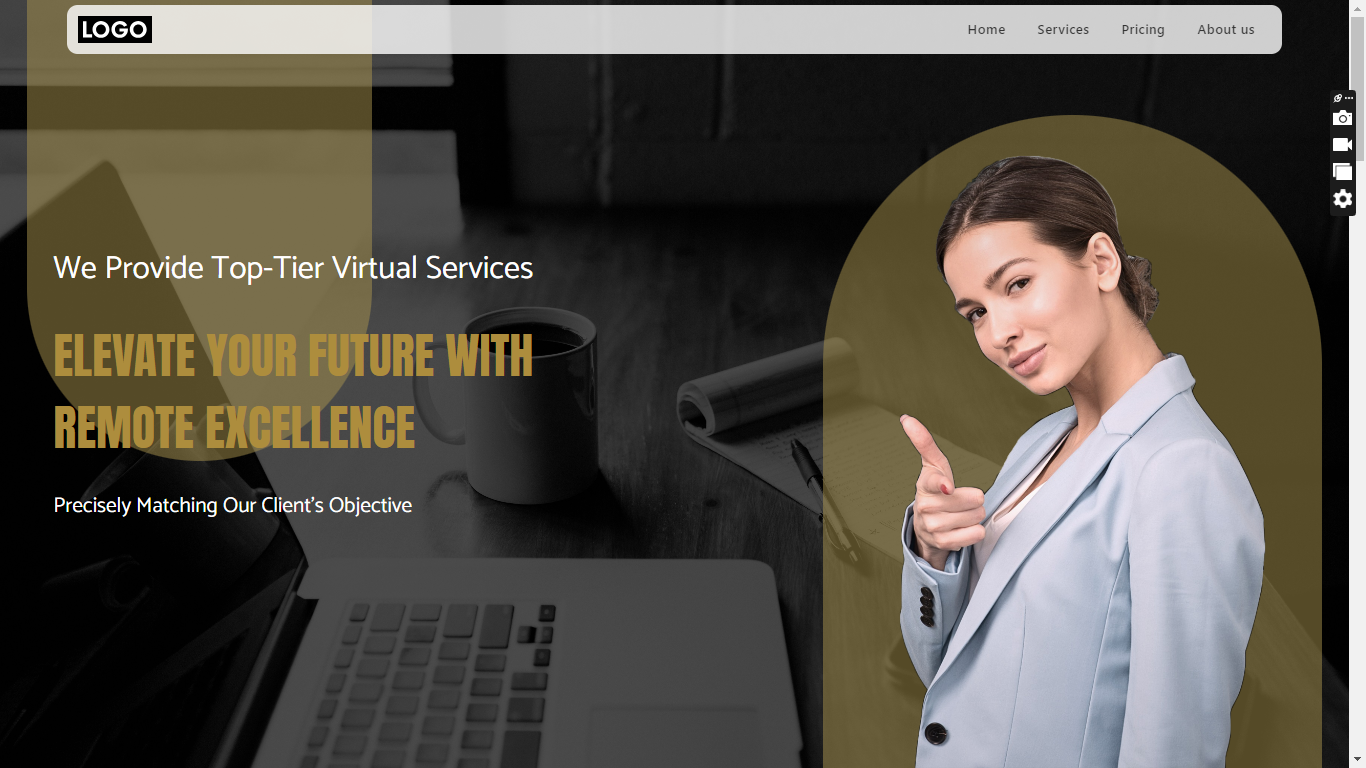 LOGO
Home Services Pricing About us
We Provide Top-Tier Virtual Services
ELEVATE YOUR FUTURE WITH
REMOTE EXCELLENCE
Precisely Matching Our Client's Objective